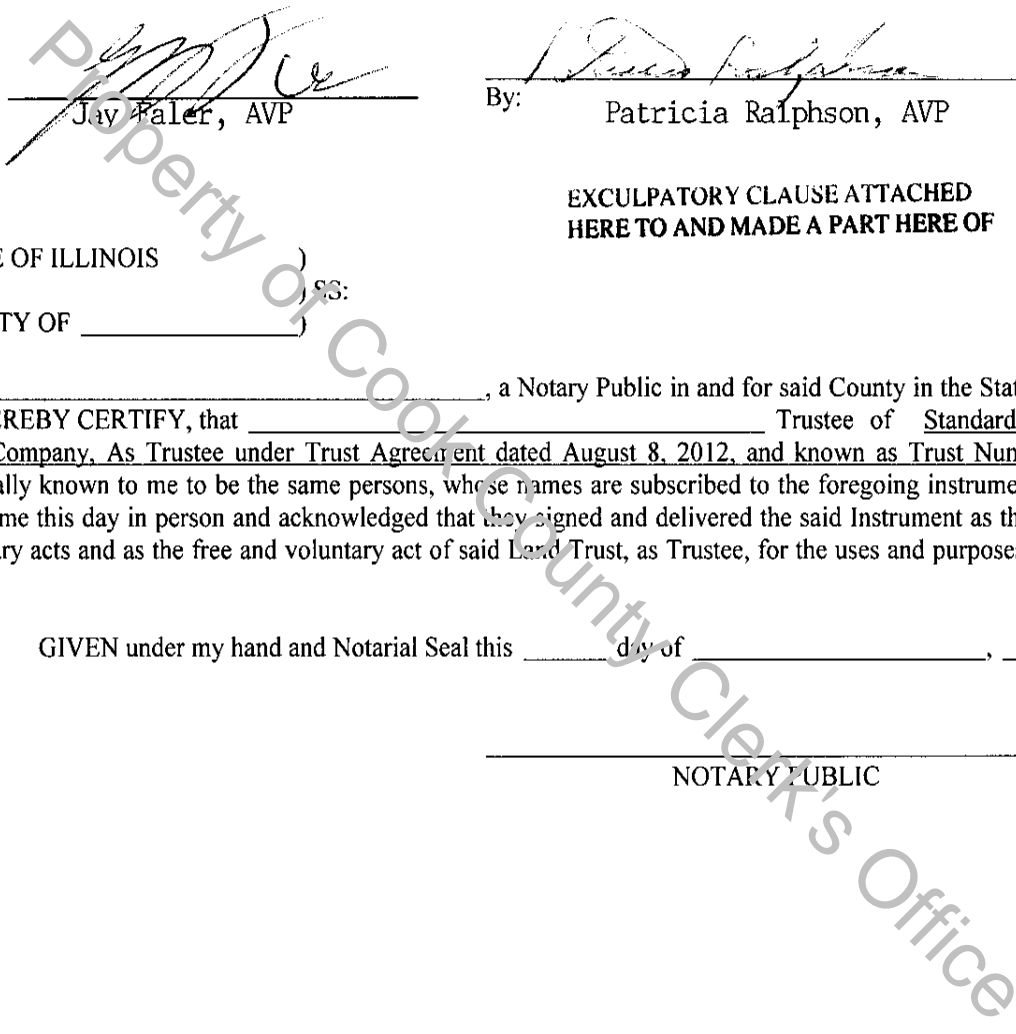 Jay Faler, AVP
By: Patricia Ralphson, AVP
EXCULPATORY CLAUSE ATTACHED
HERE TO AND MADE A PART HERE OF
E OF ILLINOIS )
) SS:
TY OF ____________ )
____________, a Notary Public in and for said County in the Stat
REBY CERTIFY, that ____________ Trustee of Standard
Company, As Trustee under Trust Agreement dated August 8, 2012, and known as Trust Num
ally known to me to be the same persons, whose names are subscribed to the foregoing instrume
me this day in person and acknowledged that they signed and delivered the said Instrument as th
ry acts and as the free and voluntary act of said Land Trust, as Trustee, for the uses and purpose
GIVEN under my hand and Notarial Seal this ______ day of ____________, _
NOTARY PUBLIC
Property of Cook County Clerk's Office